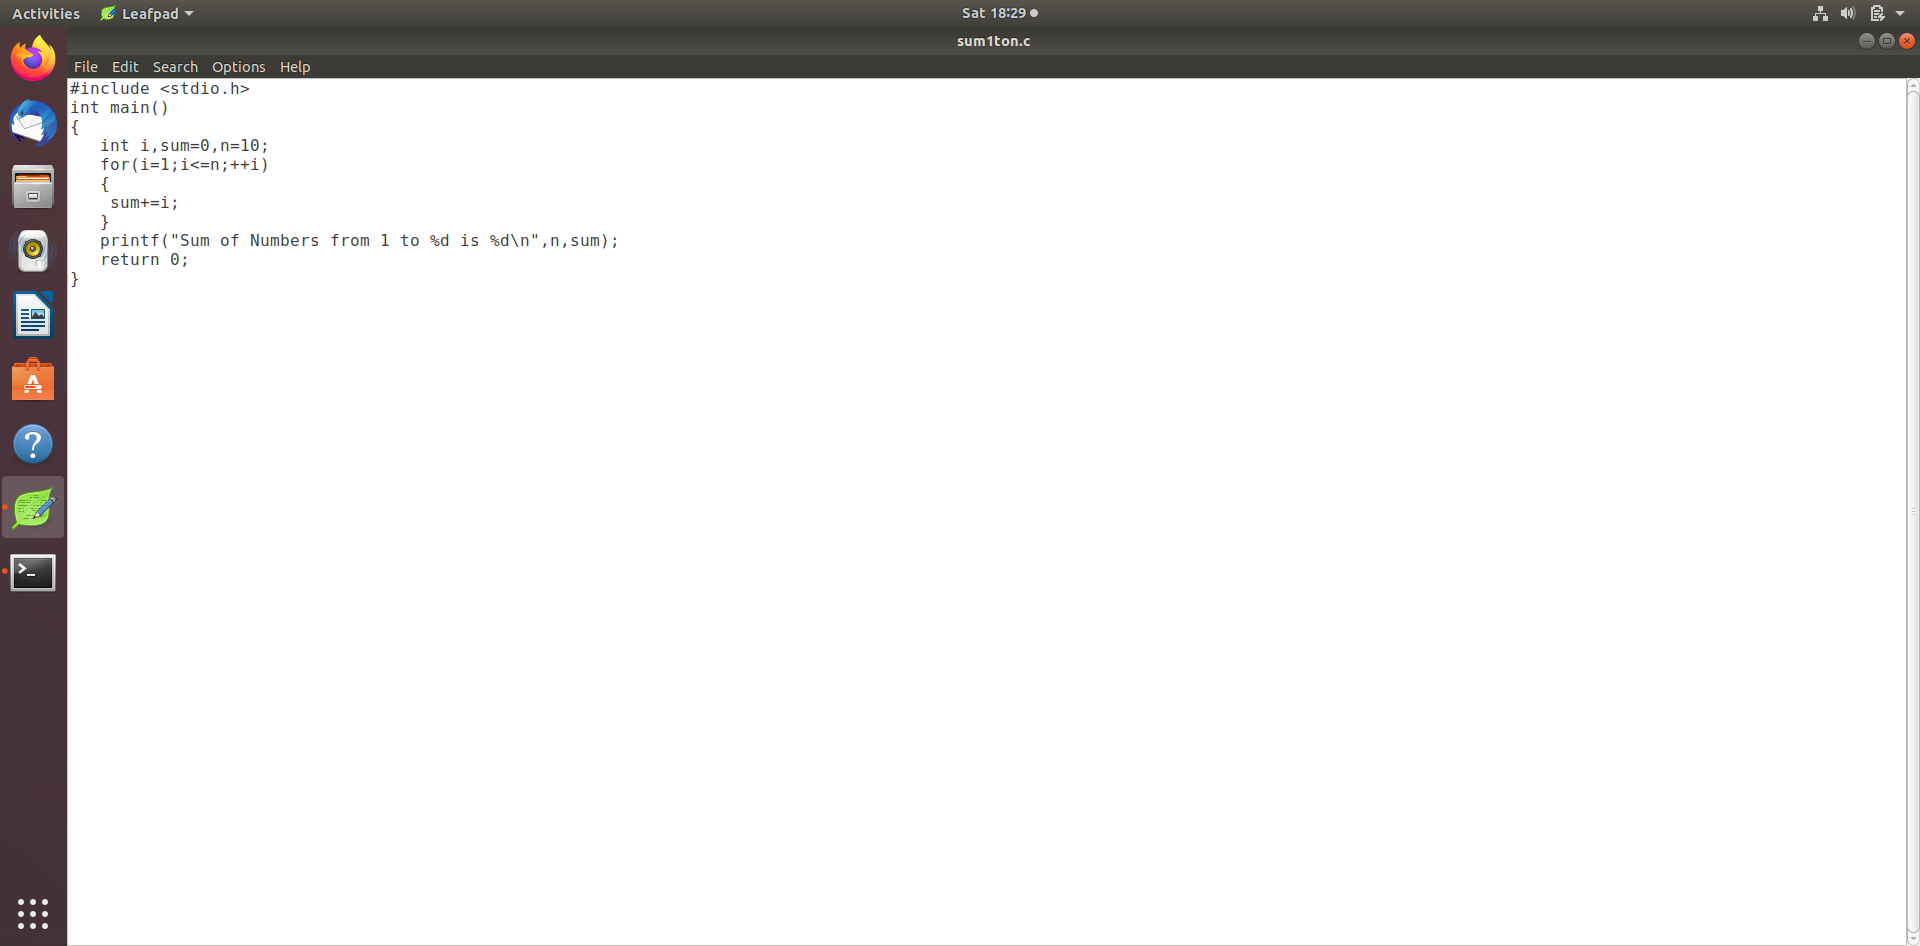 Activities Leafpad Sat 18:29
sum1ton.c
File Edit Search Options Help
#include <stdio.h>
int main()
{
   int i,sum=0,n=10;
   for(i=1;i<=n;++i)
   {
    sum+=i;
   }
   printf("Sum of Numbers from 1 to %d is %d\n",n,sum);
   return 0;
}